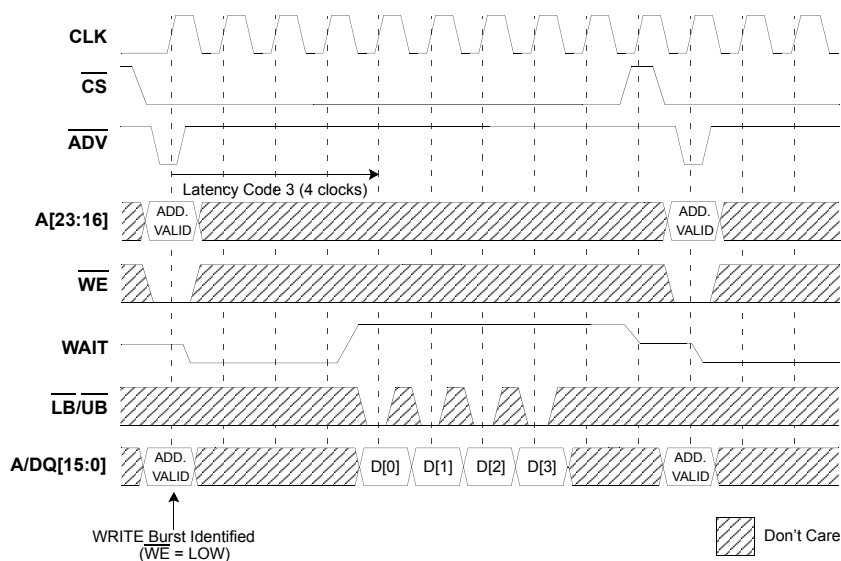 CLK
CS
ADV
Latency Code 3 (4 clocks)
A[23:16]
ADD.
VALID
ADD.
VALID
WE
WAIT
LB/UB
A/DQ[15:0]
ADD.
VALID
D[0]
D[1]
D[2]
D[3]
ADD.
VALID
WRITE Burst Identified
(WE = LOW)
Don't Care